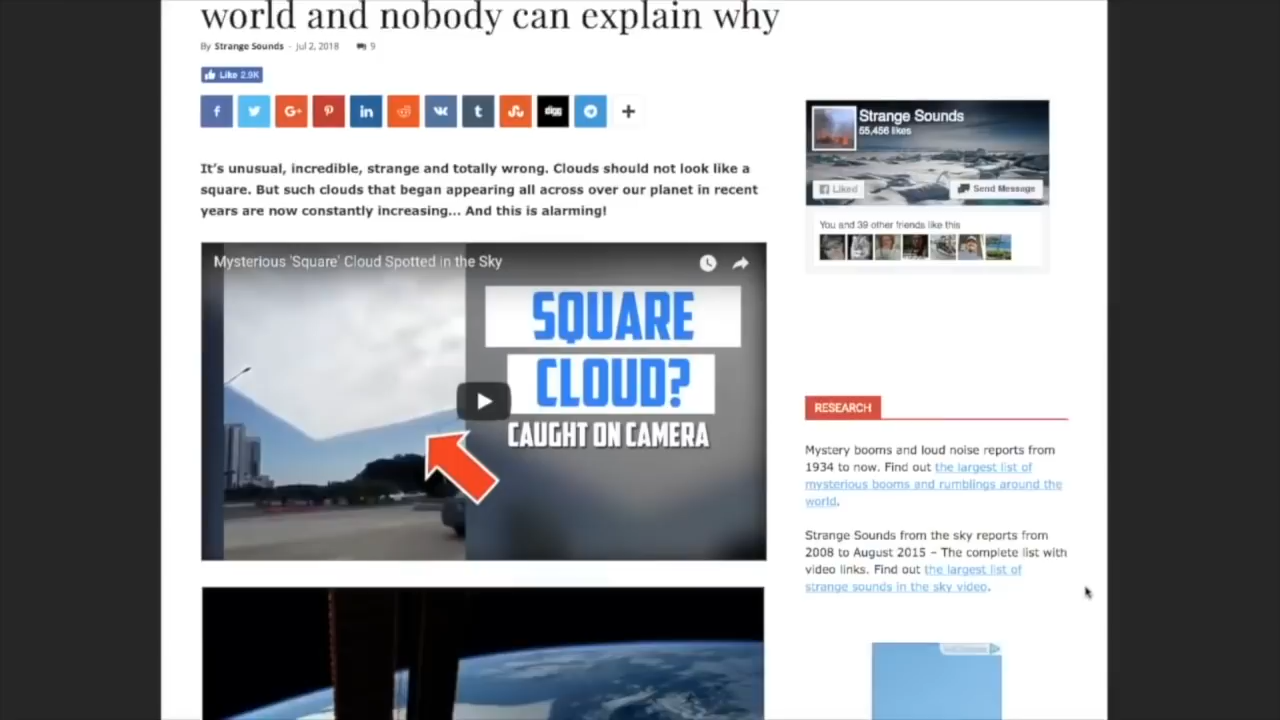 world and nobody can explain why
By Strange Sounds - Jul 2, 2018 9
Like 2.9K
digg
It's unusual, incredible, strange and totally wrong. Clouds should not look like a
square. But such clouds that began appearing all across over our planet in recent
years are now constantly increasing... And this is alarming!
Mysterious 'Square' Cloud Spotted in the Sky
SQUARE
CLOUD?
CAUGHT ON CAMERA
Strange Sounds
55,456 likes
Liked
Send Message
You and 39 other friends like this
RESEARCH
Mystery booms and loud noise reports from
1934 to now. Find out the largest list of
mysterious booms and rumblings around the
world.
Strange Sounds from the sky reports from
2008 to August 2015 – The complete list with
video links. Find out the largest list of
strange sounds in the sky video.